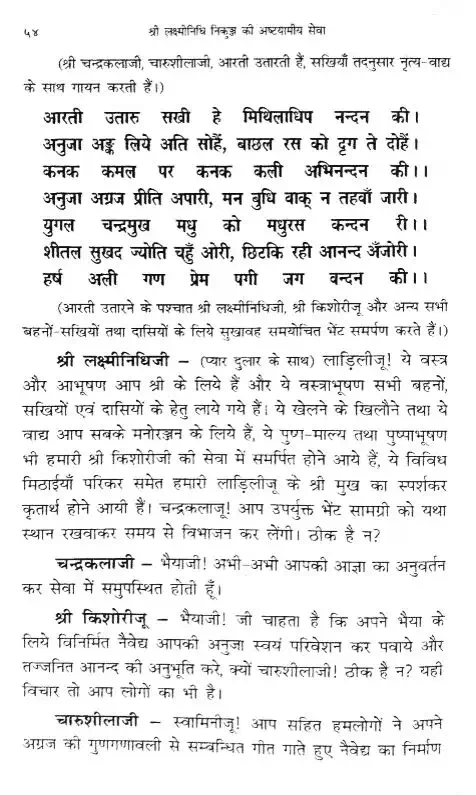 ५४ श्री लक्ष्मीनिधि निकुञ्ज की अष्टयामीय सेवा
(श्री चन्द्रकलाजी, चारुशीलाजी, आरती उतारती हैं, सखियाँ तदनुसार नृत्य-वाद्य
के साथ गायन करती हैं।)
आरती उतारु सखी हे मिथिलाधिप नन्दन की।
अनुजा अङ्क लिये अति सोहैं, बाछल रस को दृग ते दोहैं।
कनक कमल पर कनक कली अभिनन्दन की।।
अनुजा अग्रज प्रीति अपारी, मन बुधि वाक् न तहवाँ जारी।
युगल चन्द्रमुख मधु को मधुरस कन्दन री।।
शीतल सुखद ज्योति चहुँ ओरी, छिटकि रही आनन्द अँजोरी।
हर्ष अली गण प्रेम पगी जग वन्दन की।।
(आरती उतारने के पश्चात श्री लक्ष्मीनिधिजी, श्री किशोरीजू और अन्य सभी
बहनों-सखियों तथा दासियों के लिये सुखावह समयोचित भेंट समर्पण करते हैं।)
श्री लक्ष्मीनिधिजी – (प्यार दुलार के साथ) लाड़िलीजू! ये वस्त्र
और आभूषण आप श्री के लिये हैं और ये वस्त्राभूषण सभी बहनों,
सखियों एवं दासियों के हेतु लाये गये हैं। ये खेलने के खिलौने तथा ये
वाद्य आप सबके मनोरञ्जन के लिये हैं, ये पुष्प-माल्य तथा पुष्पाभूषण
भी हमारी श्री किशोरीजी की सेवा में समर्पित होने आये हैं, ये विविध
मिठाईयाँ परिकर समेत हमारी लाड़िलीजू के श्री मुख का स्पर्शकर
कृतार्थ होने आयी हैं। चन्द्रकलाजू! आप उपर्युक्त भेंट सामग्री को यथा
स्थान रखवाकर समय से विभाजन कर लेंगी। ठीक है न?
चन्द्रकलाजी – भैयाजी! अभी-अभी आपकी आज्ञा का अनुवर्तन
कर सेवा में समुपस्थित होती हूँ।
श्री किशोरीजू – भैयाजी! जी चाहता है कि अपने भैया के
लिये विनिर्मित नैवेद्य आपकी अनुजा स्वयं परिवेशन कर पवाये और
तज्जनित आनन्द की अनुभूति करे, क्यों चारुशीलाजी! ठीक है न? यही
विचार तो आप लोगों का भी है।
चारुशीलाजी – स्वामिनीजू! आप सहित हमलोगों ने अपने
अग्रज की गुणगणावली से सम्बन्धित गीत गाते हुए नैवेद्य का निर्माण